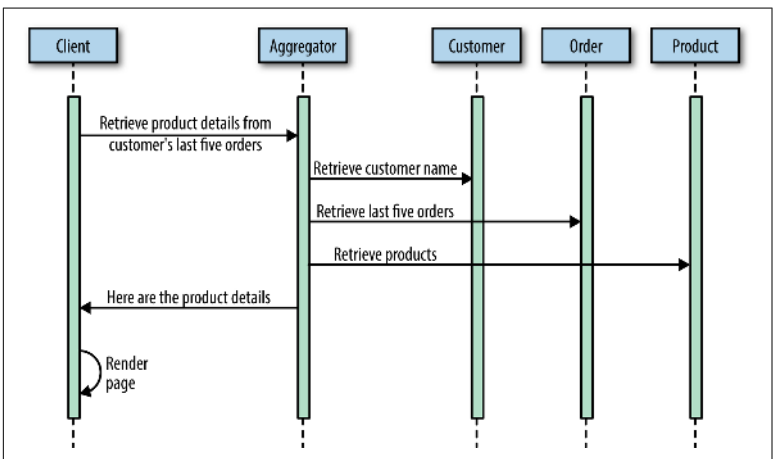 Client
Aggregator
Customer
Order
Product
Retrieve product details from
customer's last five orders
Retrieve customer name
Retrieve last five orders
Retrieve products
Here are the product details
Render
page